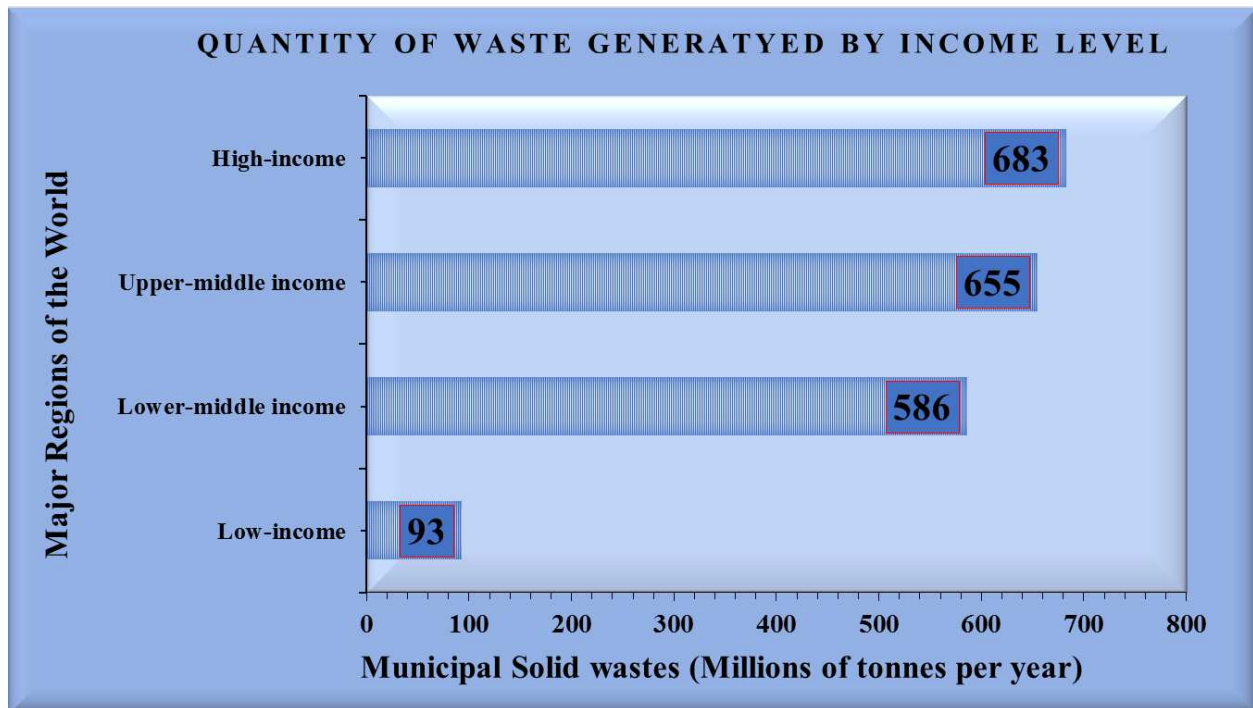 QUANTITY OF WASTE GENERATYED BY INCOME LEVEL
Major Regions of the World
High-income
683
Upper-middle income
655
Lower-middle income
586
Low-income
93
0 100 200 300 400 500 600 700 800
Municipal Solid wastes (Millions of tonnes per year)